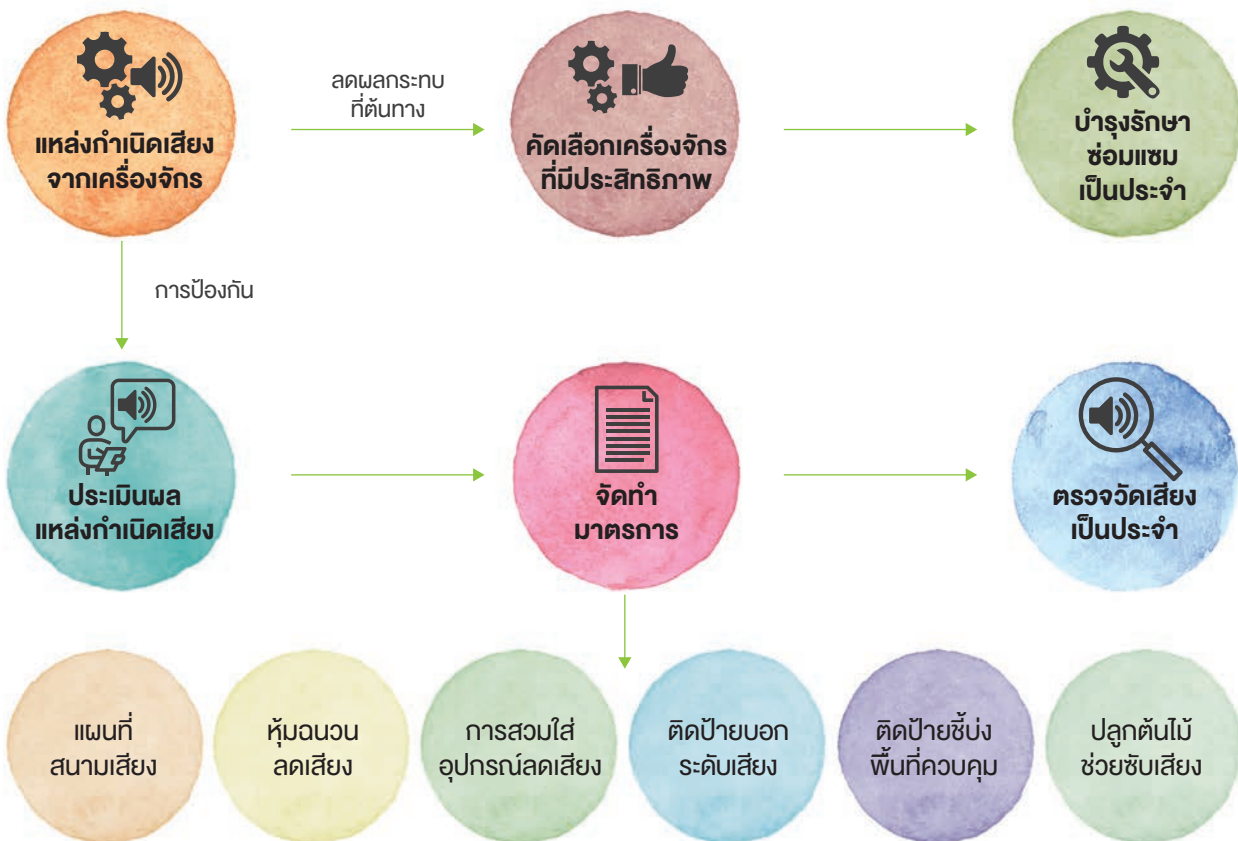 แหล่งกำเนิดเสียง
จากเครื่องจักร
ลดผลกระทบ
ที่ต้นทาง
คัดเลือกเครื่องจักร
ที่มีประสิทธิภาพ
บำรุงรักษา
ซ่อมแซม
เป็นประจำ
การป้องกัน
ประเมินผล
แหล่งกำเนิดเสียง
จัดทำ
มาตรการ
ตรวจวัดเสียง
เป็นประจำ
แผนที่
สนามเสียง
หุ้มฉนวน
ลดเสียง
การสวมใส่
อุปกรณ์ลดเสียง
ติดป้ายบอก
ระดับเสียง
ติดป้ายชี้บ่ง
พื้นที่ควบคุม
ปลูกต้นไม้
ช่วยซับเสียง